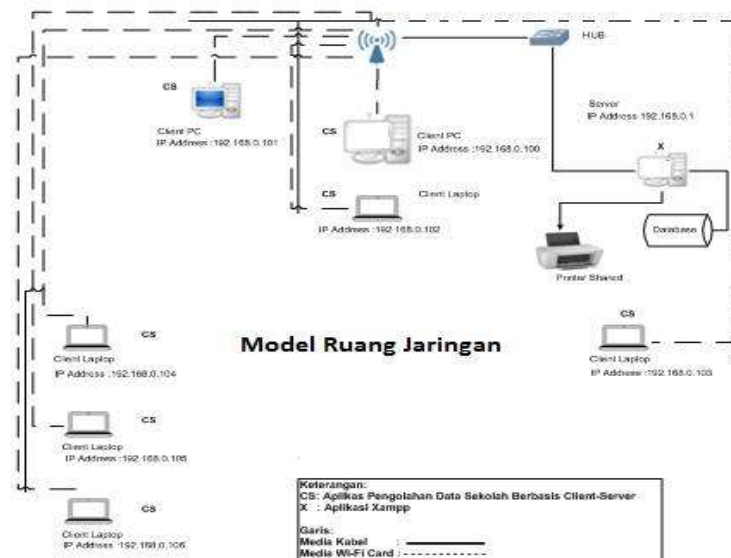 HUB
CS
Server
IP Address 192.168.0.1
Client PC
IP Address :192.168.0.101
CS
Client PC
IP Address :192.168.0.100
X
CS
Client Laptop
IP Address :192.168.0.102
Database
Printer Shared
CS
CS
Client Laptop
IP Address :192.168.0.104
Model Ruang Jaringan
Client Laptop
IP Address :192.168.0.103
CS
Client Laptop
IP Address :192.168.0.105
CS
Client Laptop
IP Address :192.168.0.106
Keterangan:
CS: Aplikas Pengolahan Data Sekolah Berbasis Client-Server
X : Aplikasi Xampp
Garis:
Media Kabel :
Media Wi-Fi Card :